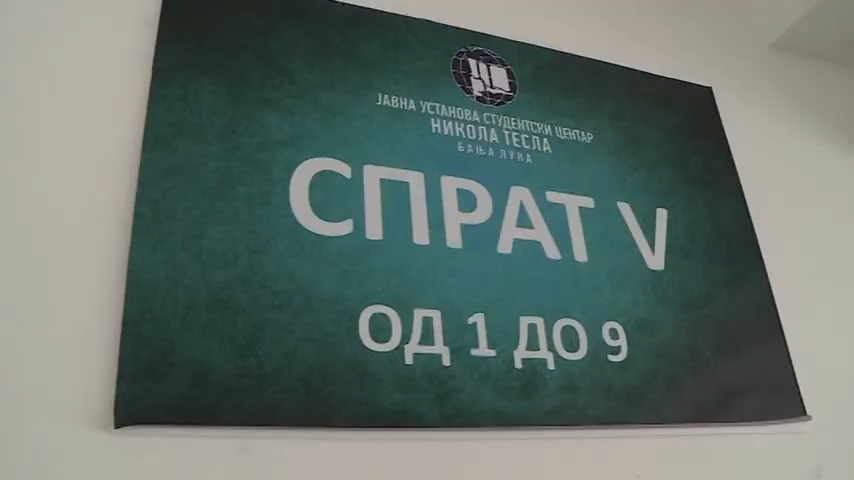 ЈАВНА УСТАНОВА СТУДЕНТСКИ ЦЕНТАР
НИКОЛА ТЕСЛА
БАЊА ЛУКА
СПРАТ V
ОД 1 ДО 9